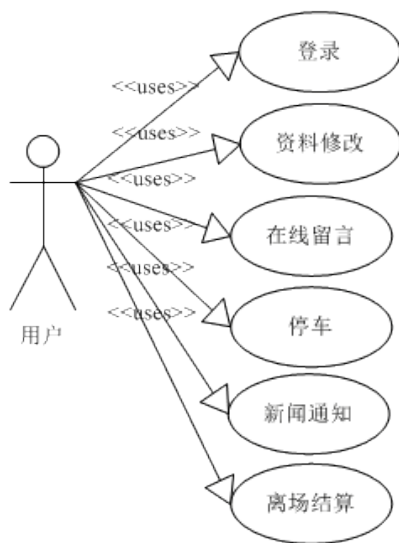 登录
<<uses>>
资料修改
<<uses>>
<<uses>>
在线留言
<<uses>>
<<uses>>
停车
<<uses>>
用户
新闻通知
离场结算